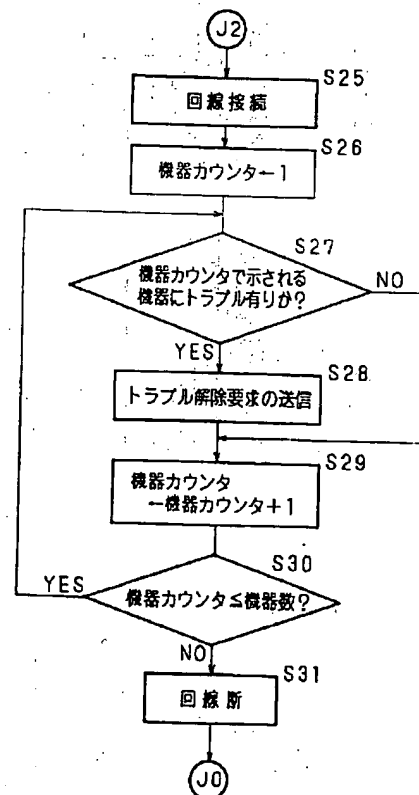 J2
S25
回線接続
S26
機器カウンタ←1
S27
機器カウンタで示される
機器にトラブル有りか?
NO
YES
S28
トラブル解除要求の送信
S29
機器カウンタ
←機器カウンタ+1
S30
YES
機器カウンタ≦機器数?
NO
S31
回線断
J0